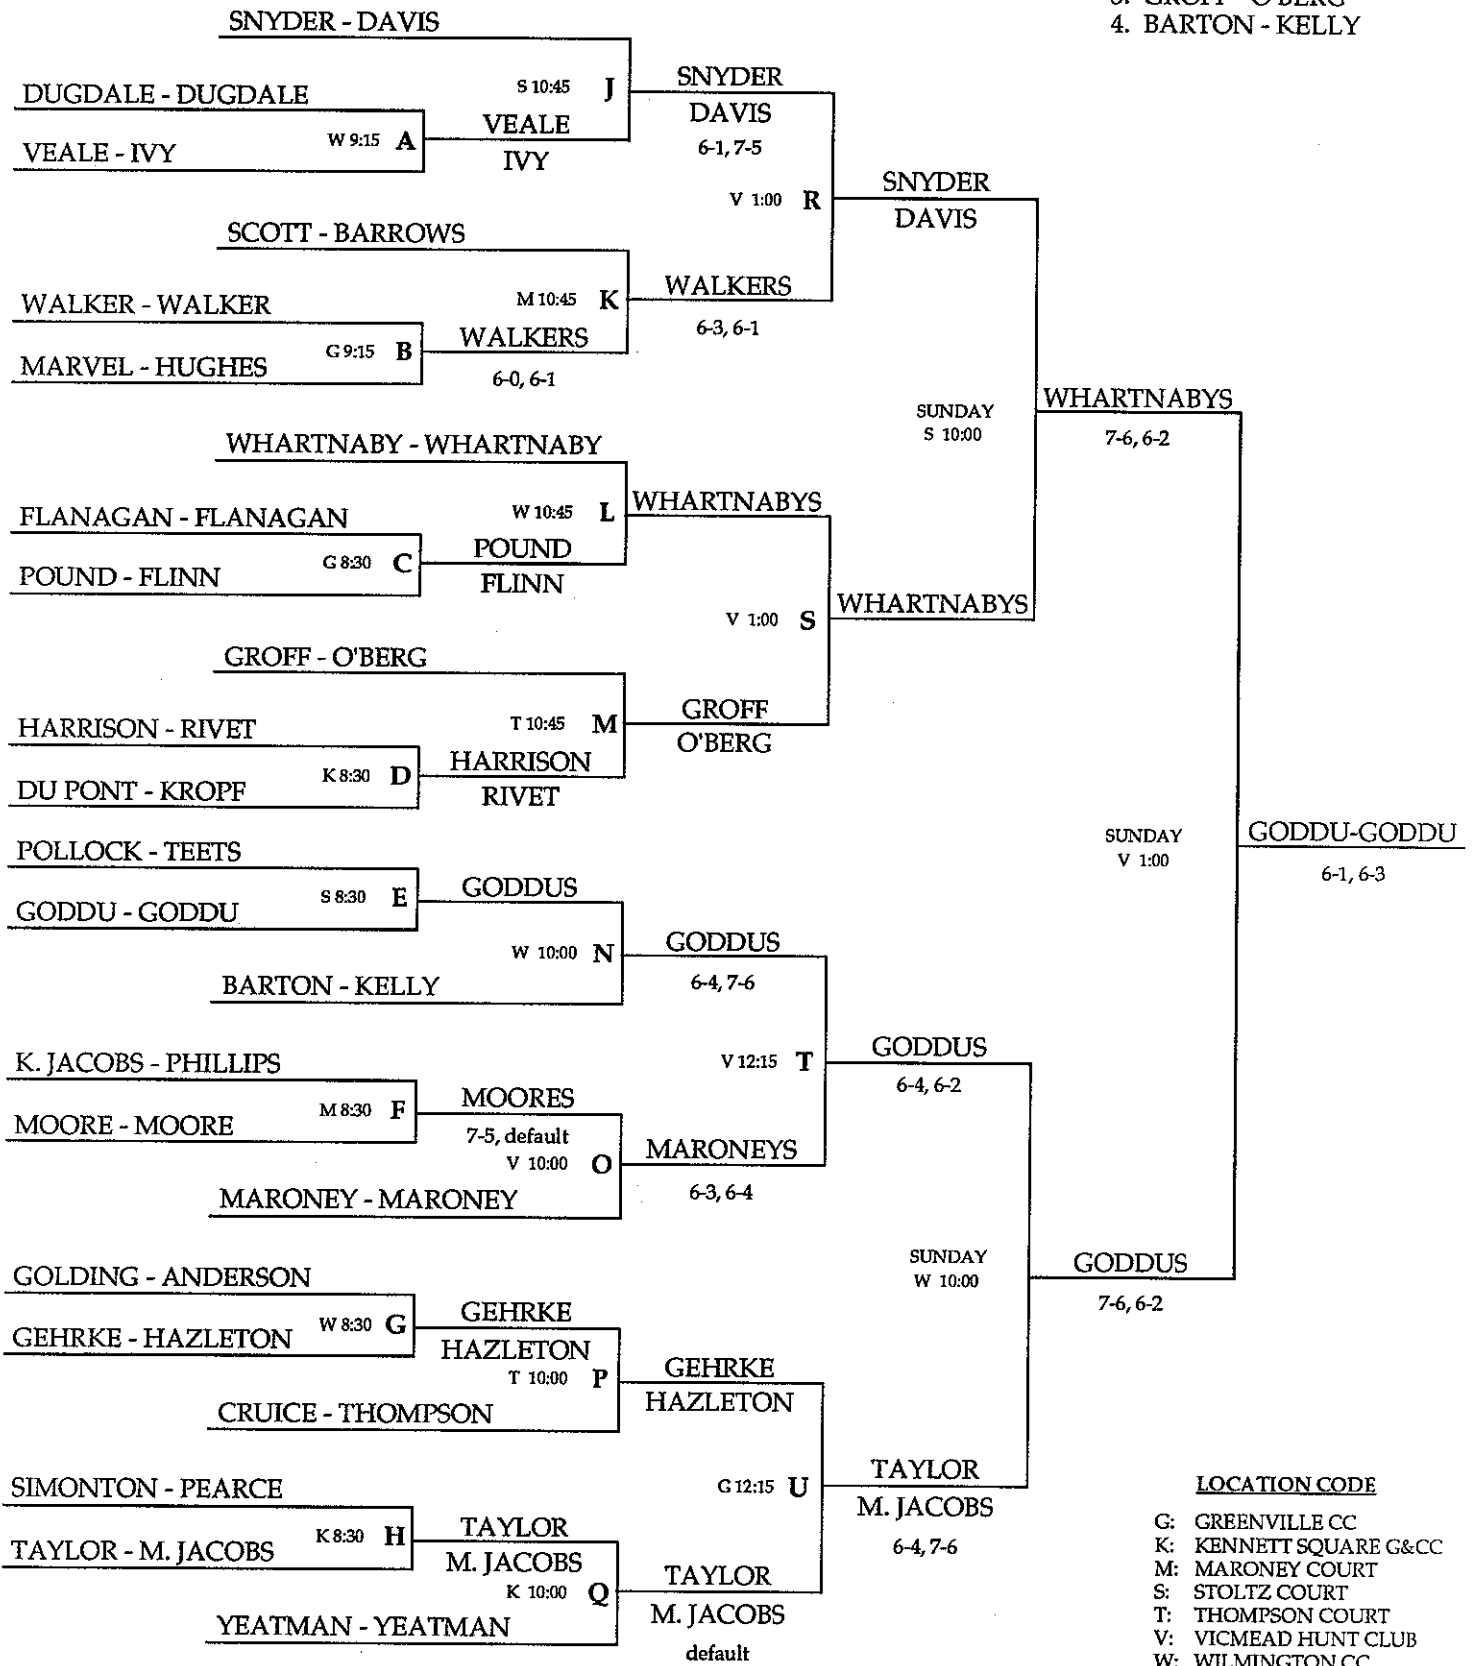 3. GROFF - O'BERG
4. BARTON - KELLY
SNYDER - DAVIS
S 10:45 J
SNYDER
DAVIS
6-1, 7-5
DUGDALE - DUGDALE
W 9:15 A
VEALE - IVY
VEALE
IVY
V 1:00 R
SNYDER
DAVIS
SCOTT - BARROWS
M 10:45 K
WALKERS
6-3, 6-1
WALKER - WALKER
G 9:15 B
MARVEL - HUGHES
WALKERS
6-0, 6-1
SUNDAY
S 10:00
WHARTNABYS
7-6, 6-2
WHARTNABY - WHARTNABY
W 10:45 L
WHARTNABYS
FLANAGAN - FLANAGAN
G 8:30 C
POUND - FLINN
POUND
FLINN
V 1:00 S
WHARTNABYS
GROFF - O'BERG
T 10:45 M
GROFF
O'BERG
HARRISON - RIVET
K 8:30 D
DU PONT - KROPF
HARRISON
RIVET
SUNDAY
V 1:00
GODDU-GODDU
6-1, 6-3
POLLOCK - TEETS
S 8:30 E
GODDU - GODDU
GODDUS
W 10:00 N
BARTON - KELLY
GODDUS
6-4, 7-6
V 12:15 T
GODDUS
6-4, 6-2
K. JACOBS - PHILLIPS
M 8:30 F
MOORE - MOORE
MOORES
7-5, default
V 10:00 O
MARONEY - MARONEY
MARONEYS
6-3, 6-4
SUNDAY
W 10:00
GODDUS
7-6, 6-2
GOLDING - ANDERSON
W 8:30 G
GEHRKE - HAZLETON
GEHRKE
HAZLETON
T 10:00 P
CRUICE - THOMPSON
GEHRKE
HAZLETON
G 12:15 U
TAYLOR
M. JACOBS
6-4, 7-6
SIMONTON - PEARCE
K 8:30 H
TAYLOR - M. JACOBS
TAYLOR
M. JACOBS
K 10:00 Q
YEATMAN - YEATMAN
TAYLOR
M. JACOBS
default
LOCATION CODE
G: GREENVILLE CC
K: KENNETT SQUARE G&CC
M: MARONEY COURT
S: STOLTZ COURT
T: THOMPSON COURT
V: VICMEAD HUNT CLUB
W: WILMINGTON CC